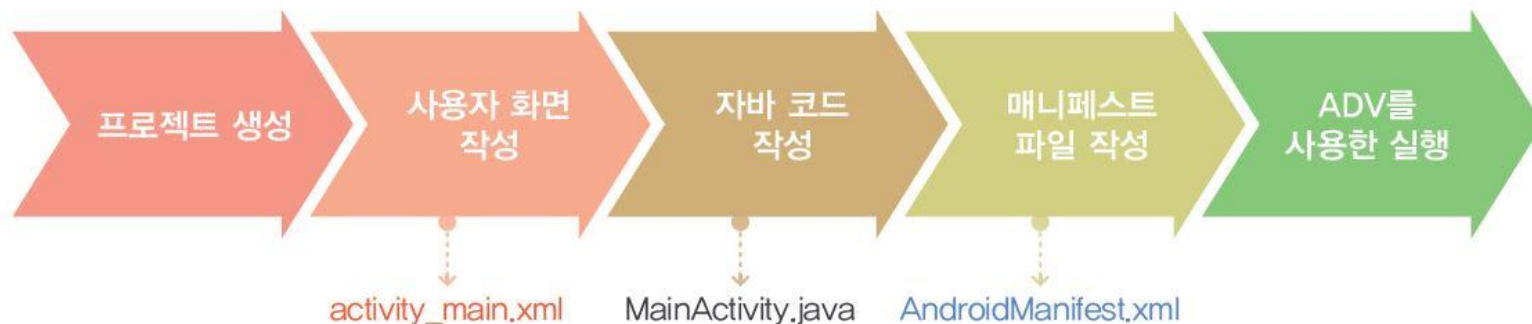 프로젝트 생성
사용자 화면
작성
자바 코드
작성
매니페스트
파일 작성
ADV를
사용한 실행
activity_main.xml
MainActivity.java
AndroidManifest.xml